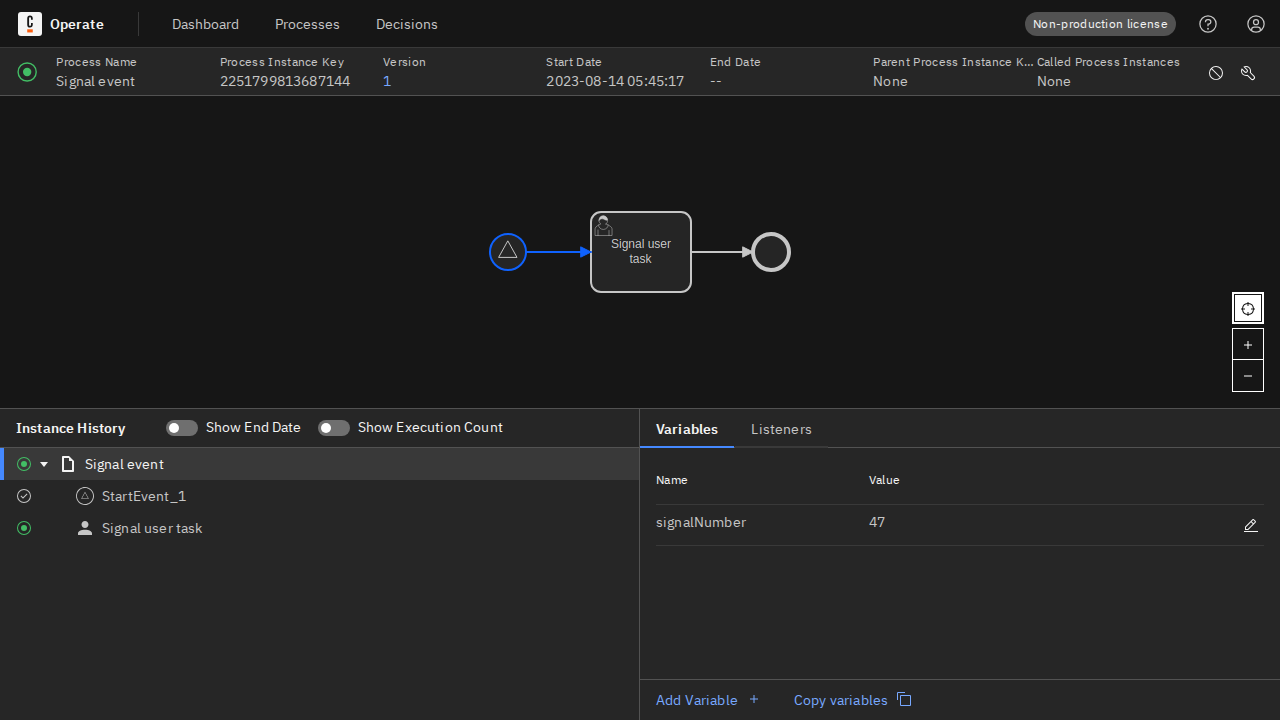 C Operate Dashboard Processes Decisions Non-production license
Process Name Process Instance Key Version Start Date End Date Parent Process Instance K... Called Process Instances
Signal event 2251799813687144 1 2023-08-14 05:45:17 -- None None
Signal user
task
Instance History Show End Date Show Execution Count
Signal event
StartEvent_1
Signal user task
Variables Listeners
Name Value
signalNumber 47
Add Variable + Copy variables